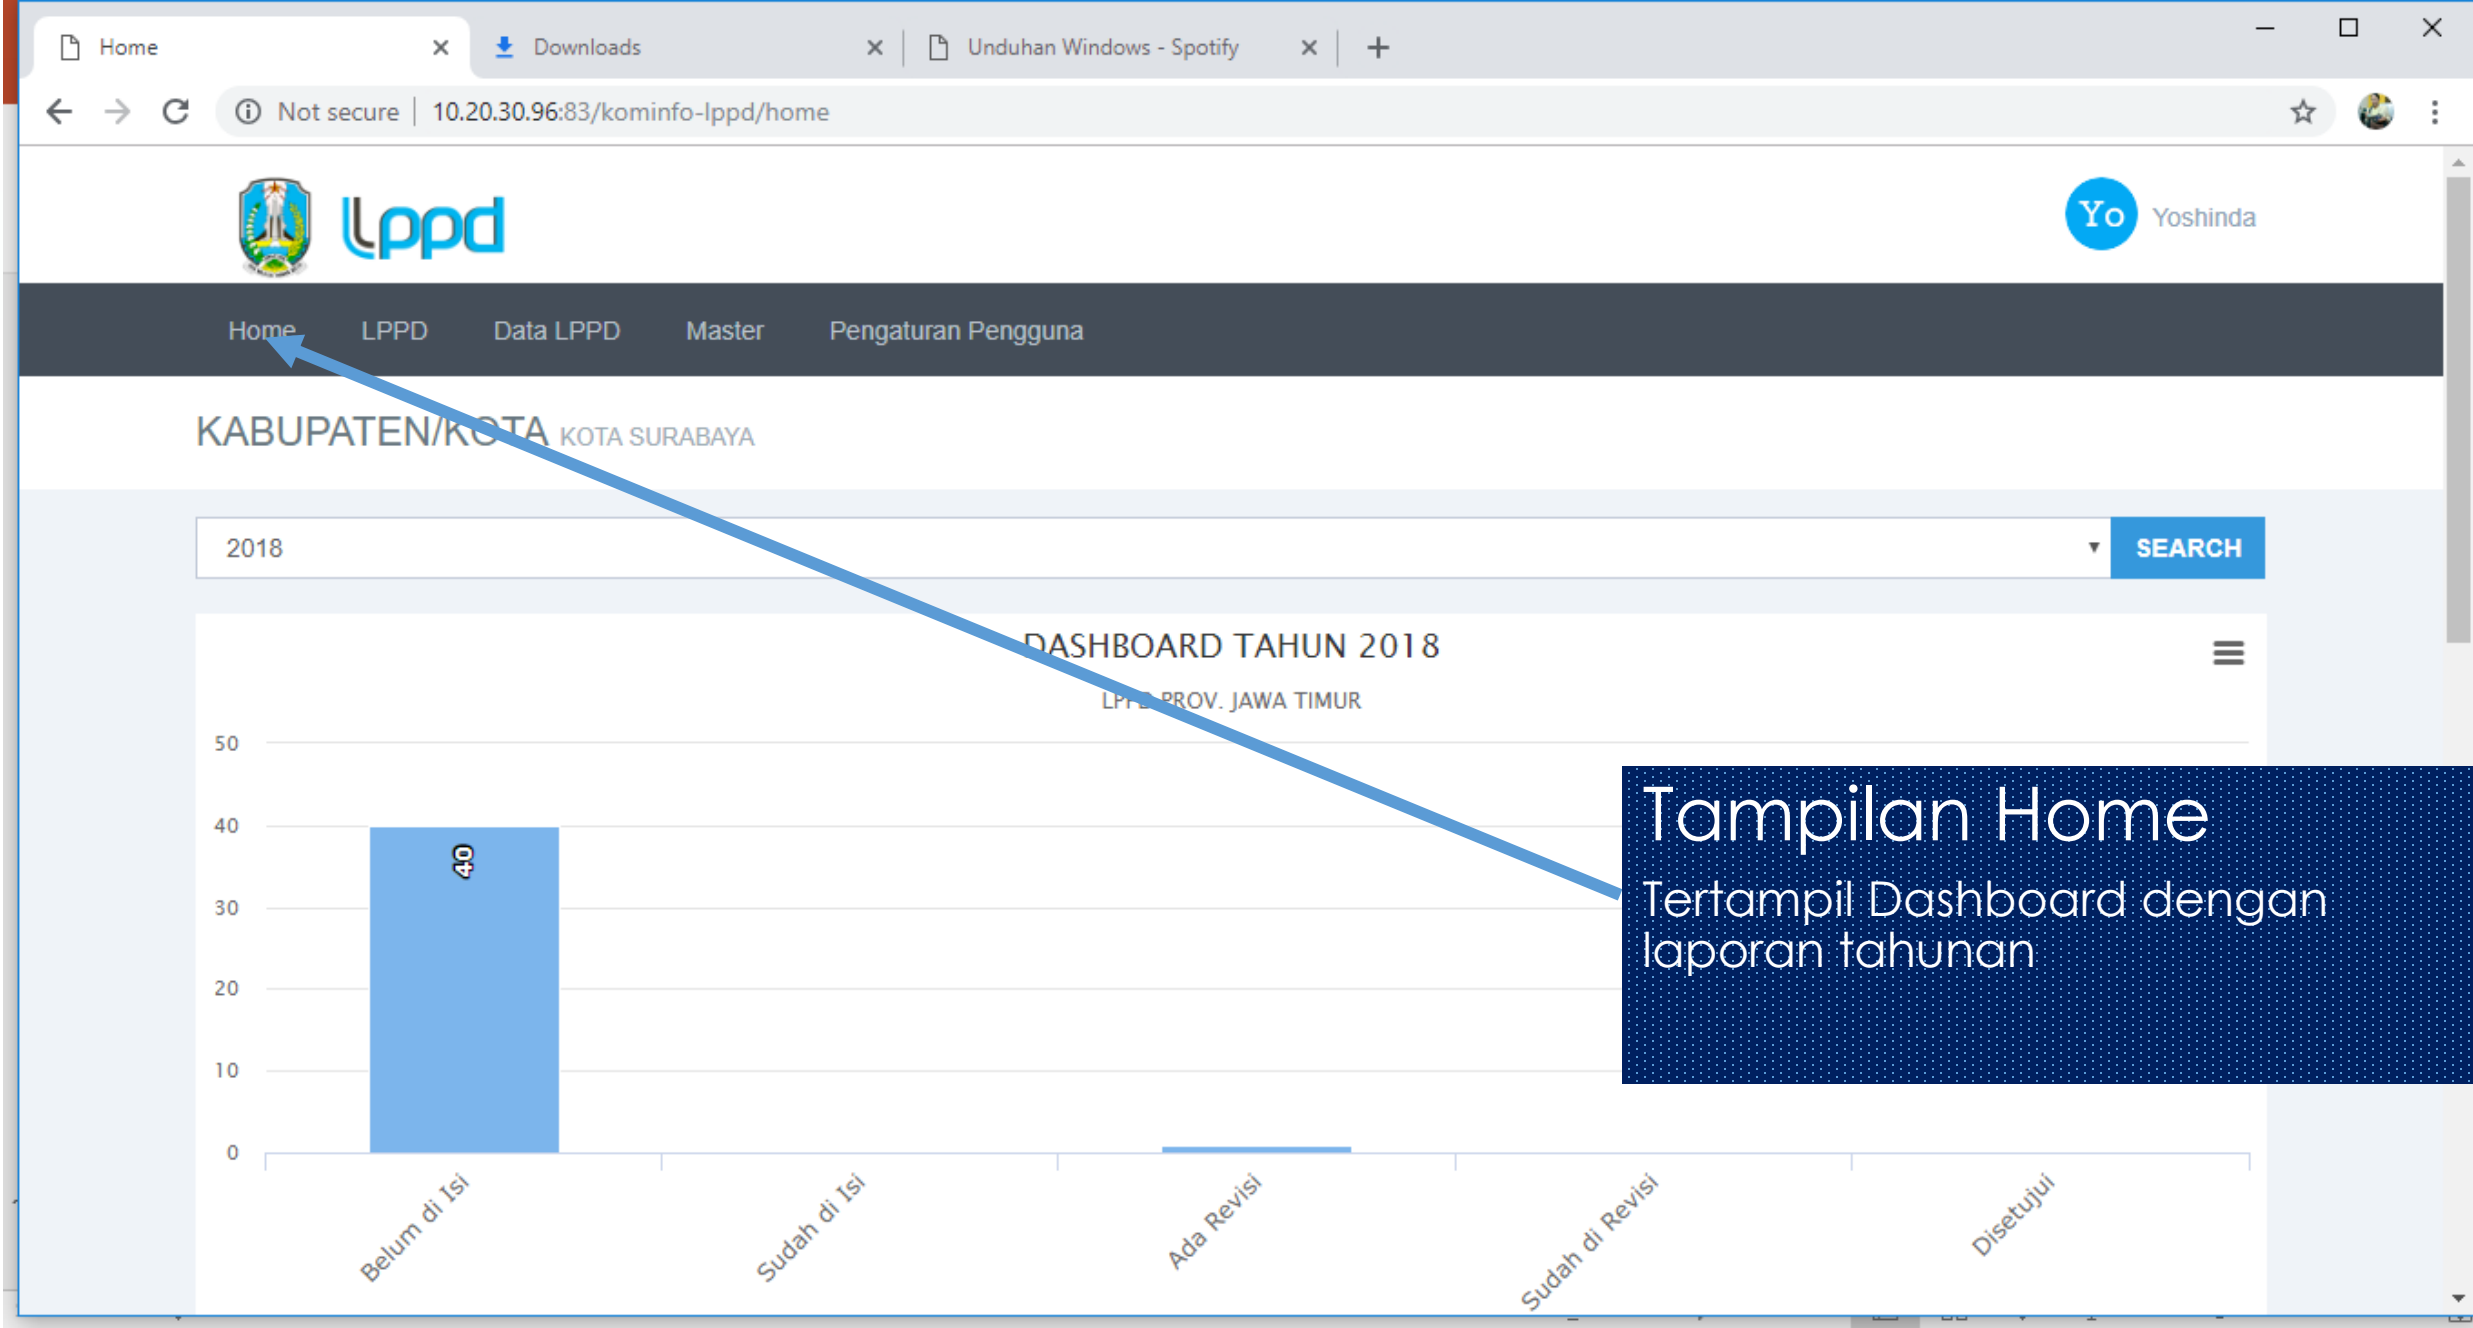 Home
Downloads
Unduhan Windows - Spotify
Not secure
10.20.30.96:83/kominfo-lppd/home
lppd
Yo
Yoshinda
Home
LPPD
Data LPPD
Master
Pengaturan Pengguna
KABUPATEN/KOTA KOTA SURABAYA
2018
SEARCH
DASHBOARD TAHUN 2018
LPPD PROV. JAWA TIMUR
50
40
30
20
10
0
40
Belum di Isi
Sudah di Isi
Ada Revisi
Sudah di Revisi
Disetujui
Tampilan Home
Tertampil Dashboard dengan
laporan tahunan